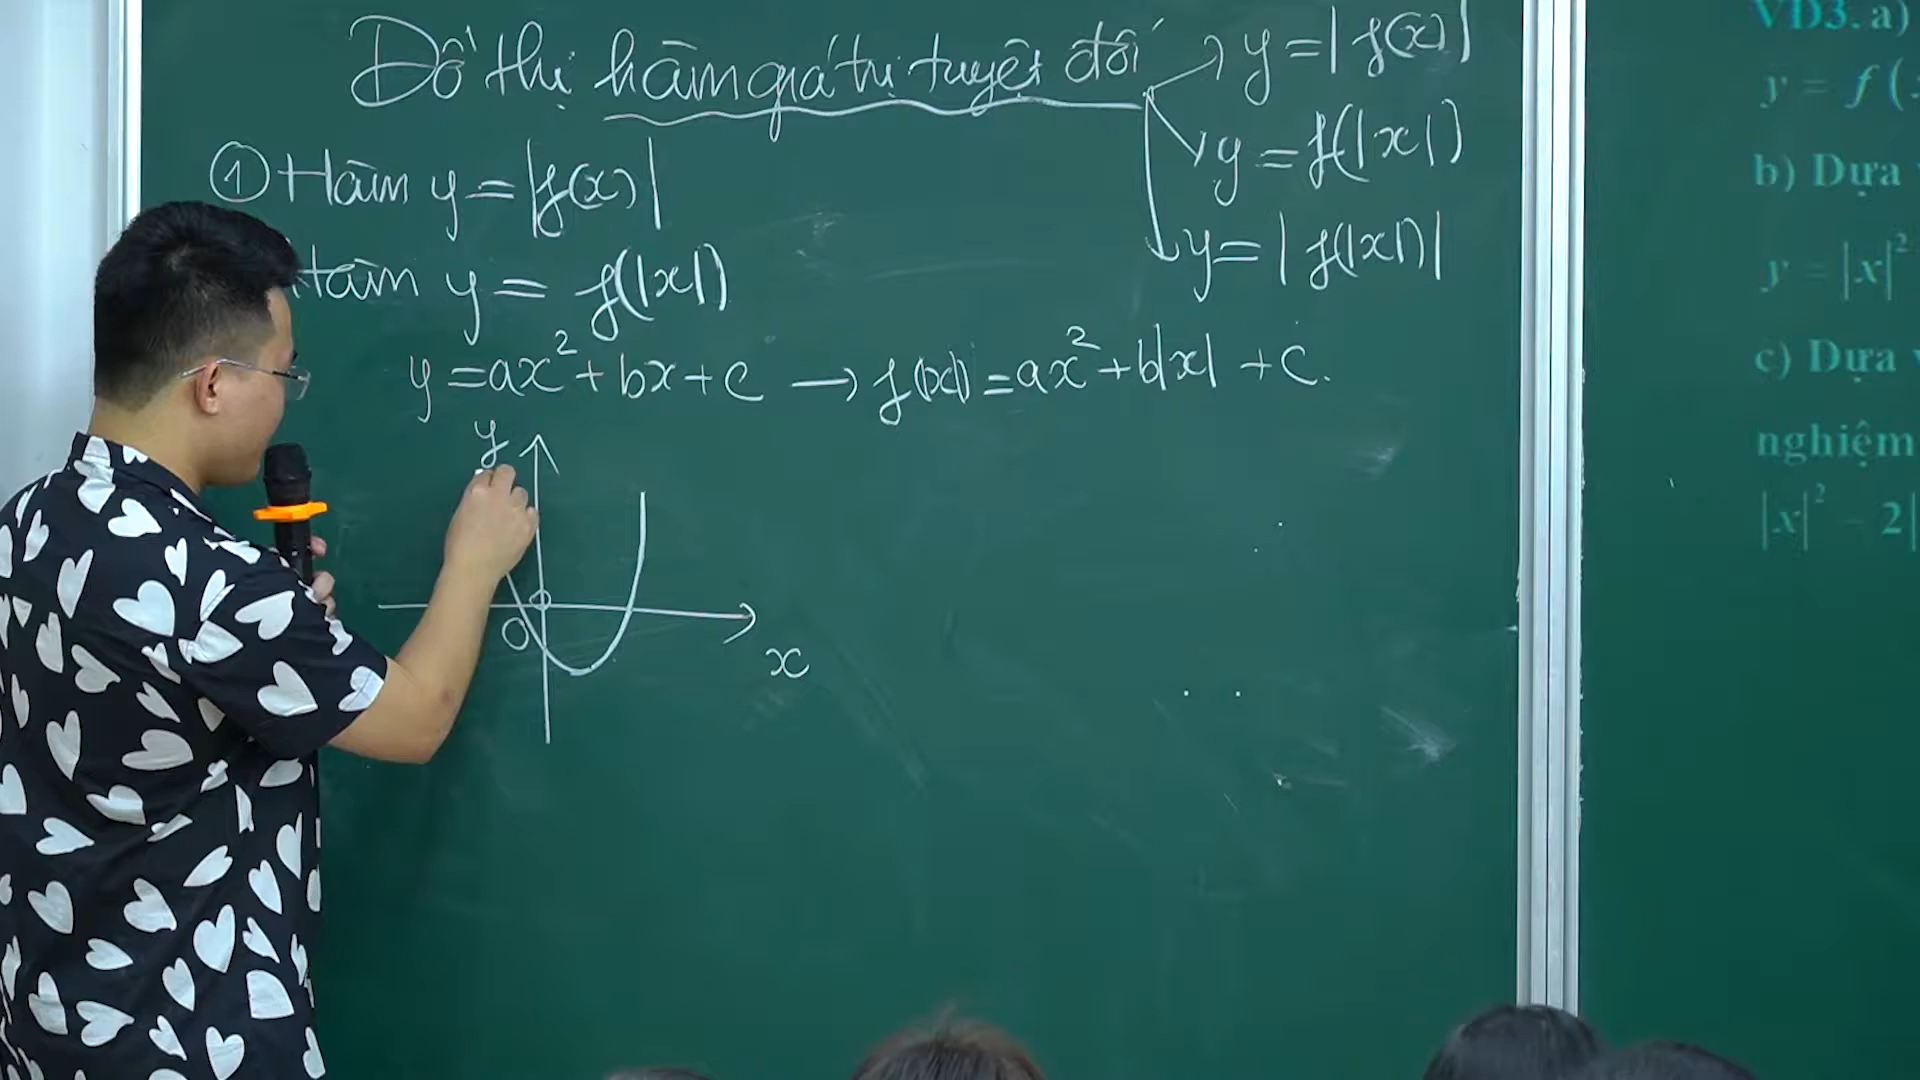 Đồ thị hàm giá trị tuyệt đối → y = |f(x)|
y = f(|x|)
y = |f(|x|)|
① Hàm y = |f(x)|
Hàm y = f(|x|)
y = ax² + bx + c → f(|x|) = ax² + b|x| + c.
y
O
x
VD3. a)
y = f (
b) Dựa
y = |x|²
c) Dựa
nghiệm
|x|² - 2|